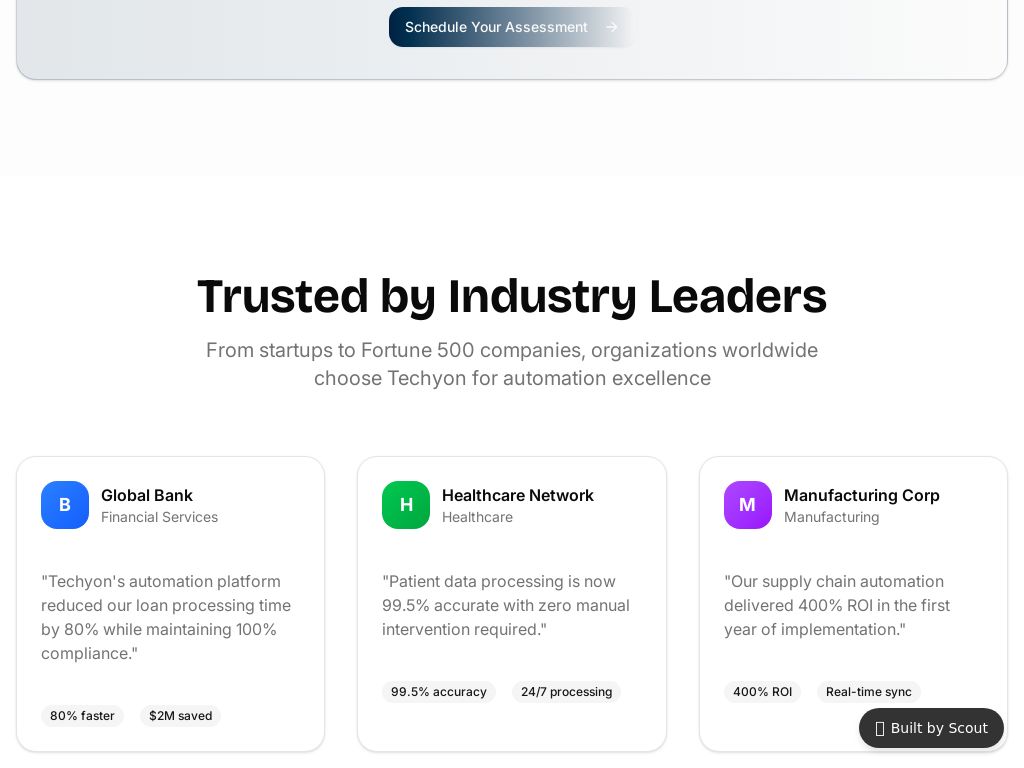 Schedule Your Assessment →
Trusted by Industry Leaders
From startups to Fortune 500 companies, organizations worldwide
choose Techyon for automation excellence
B
Global Bank
Financial Services
"Techyon's automation platform
reduced our loan processing time
by 80% while maintaining 100%
compliance."
80% faster
$2M saved
H
Healthcare Network
Healthcare
"Patient data processing is now
99.5% accurate with zero manual
intervention required."
99.5% accuracy
24/7 processing
M
Manufacturing Corp
Manufacturing
"Our supply chain automation
delivered 400% ROI in the first
year of implementation."
400% ROI
Real-time sync
Built by Scout